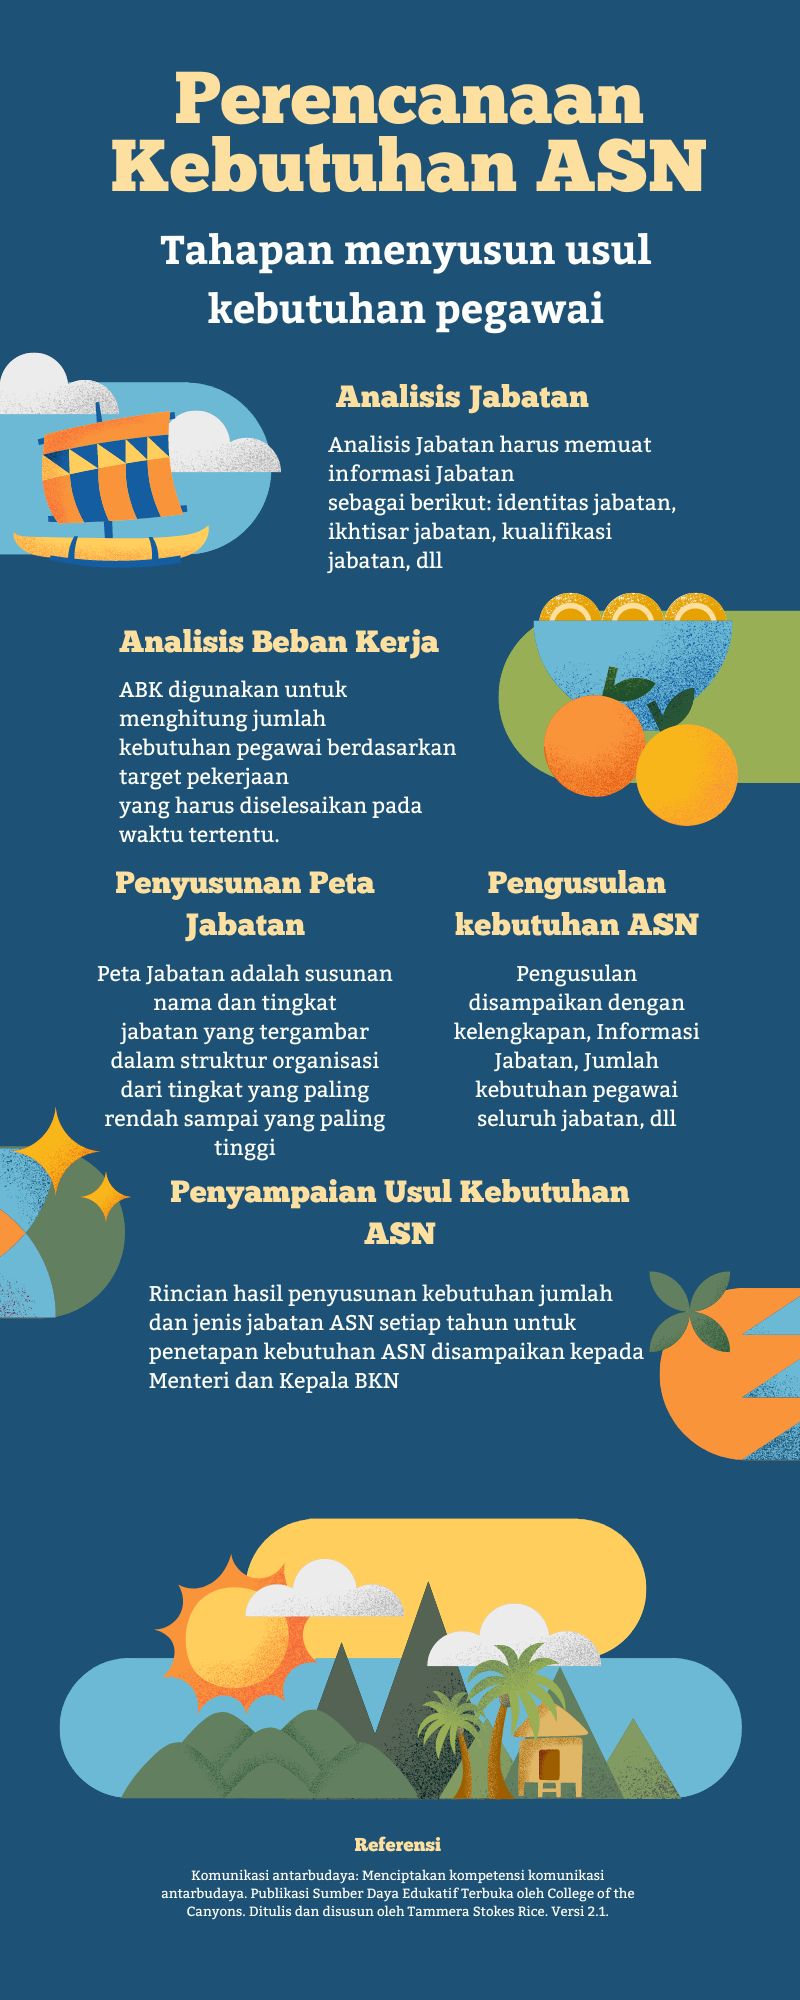 Perencanaan
Kebutuhan ASN
Tahapan menyusun usul
kebutuhan pegawai
Analisis Jabatan
Analisis Jabatan harus memuat
informasi Jabatan
sebagai berikut: identitas jabatan,
ikhtisar jabatan, kualifikasi
jabatan, dll
Analisis Beban Kerja
ABK digunakan untuk
menghitung jumlah
kebutuhan pegawai berdasarkan
target pekerjaan
yang harus diselesaikan pada
waktu tertentu.
Penyusunan Peta
Jabatan
Peta Jabatan adalah susunan
nama dan tingkat
jabatan yang tergambar
dalam struktur organisasi
dari tingkat yang paling
rendah sampai yang paling
tinggi
Pengusulan
kebutuhan ASN
Pengusulan
disampaikan dengan
kelengkapan, Informasi
Jabatan, Jumlah
kebutuhan pegawai
seluruh jabatan, dll
Penyampaian Usul Kebutuhan
ASN
Rincian hasil penyusunan kebutuhan jumlah
dan jenis jabatan ASN setiap tahun untuk
penetapan kebutuhan ASN disampaikan kepada
Menteri dan Kepala BKN
Referensi
Komunikasi antarbudaya: Menciptakan kompetensi komunikasi
antarbudaya. Publikasi Sumber Daya Edukatif Terbuka oleh College of the
Canyons. Ditulis dan disusun oleh Tammera Stokes Rice. Versi 2.1.